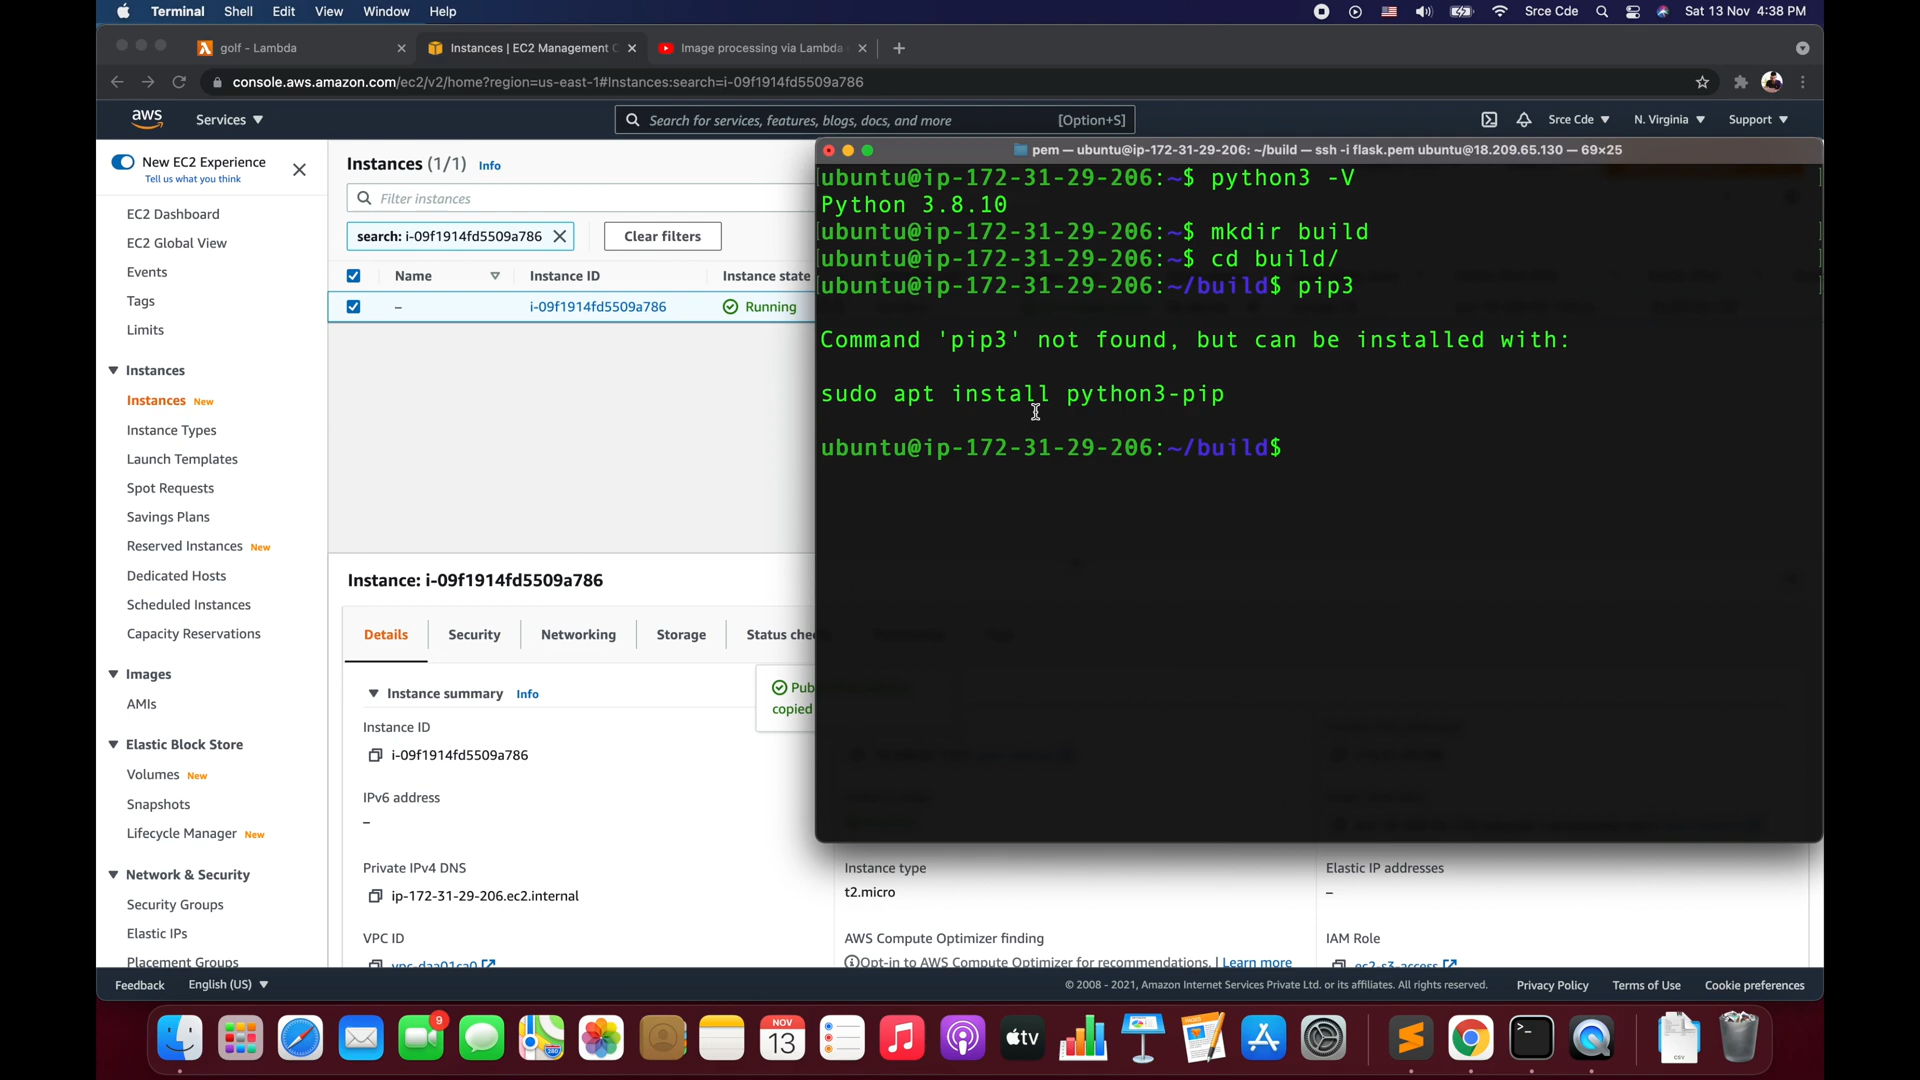 Terminal Shell Edit View Window Help
Srce Cde Sat 13 Nov 4:38 PM
golf - Lambda
Instances | EC2 Management C
Image processing via Lambda
console.aws.amazon.com/ec2/v2/home?region=us-east-1#Instances:search=i-09f1914fd5509a786
aws Services ▼
Search for services, features, blogs, docs, and more [Option+S]
Srce Cde ▼ N. Virginia ▼ Support ▼
New EC2 Experience
Tell us what you think
EC2 Dashboard
EC2 Global View
Events
Tags
Limits
Instances
Instances New
Instance Types
Launch Templates
Spot Requests
Savings Plans
Reserved Instances New
Dedicated Hosts
Scheduled Instances
Capacity Reservations
Images
AMIs
Elastic Block Store
Volumes New
Snapshots
Lifecycle Manager New
Network & Security
Security Groups
Elastic IPs
Placement Groups
Instances (1/1) Info
Filter instances
search: i-09f1914fd5509a786
Clear filters
Name Instance ID Instance state
– i-09f1914fd5509a786 Running
Instance: i-09f1914fd5509a786
Details Security Networking Storage Status chec
Instance summary Info
Pub
copied
Instance ID
i-09f1914fd5509a786
IPv6 address
–
Private IPv4 DNS
ip-172-31-29-206.ec2.internal
Instance type
t2.micro
Elastic IP addresses
–
VPC ID
vpc-daa01ca0
AWS Compute Optimizer finding
Opt-in to AWS Compute Optimizer for recommendations. | Learn more
IAM Role
ec2-s3-access
pem — ubuntu@ip-172-31-29-206: ~/build — ssh -i flask.pem ubuntu@18.209.65.130 — 69×25
ubuntu@ip-172-31-29-206:~$ python3 -V
Python 3.8.10
ubuntu@ip-172-31-29-206:~$ mkdir build
ubuntu@ip-172-31-29-206:~$ cd build/
ubuntu@ip-172-31-29-206:~/build$ pip3
Command 'pip3' not found, but can be installed with:
sudo apt install python3-pip
ubuntu@ip-172-31-29-206:~/build$
Feedback English (US) ▼
© 2008 - 2021, Amazon Internet Services Private Ltd. or its affiliates. All rights reserved. Privacy Policy Terms of Use Cookie preferences
9
NOV
13
280
tv
>_
CSV